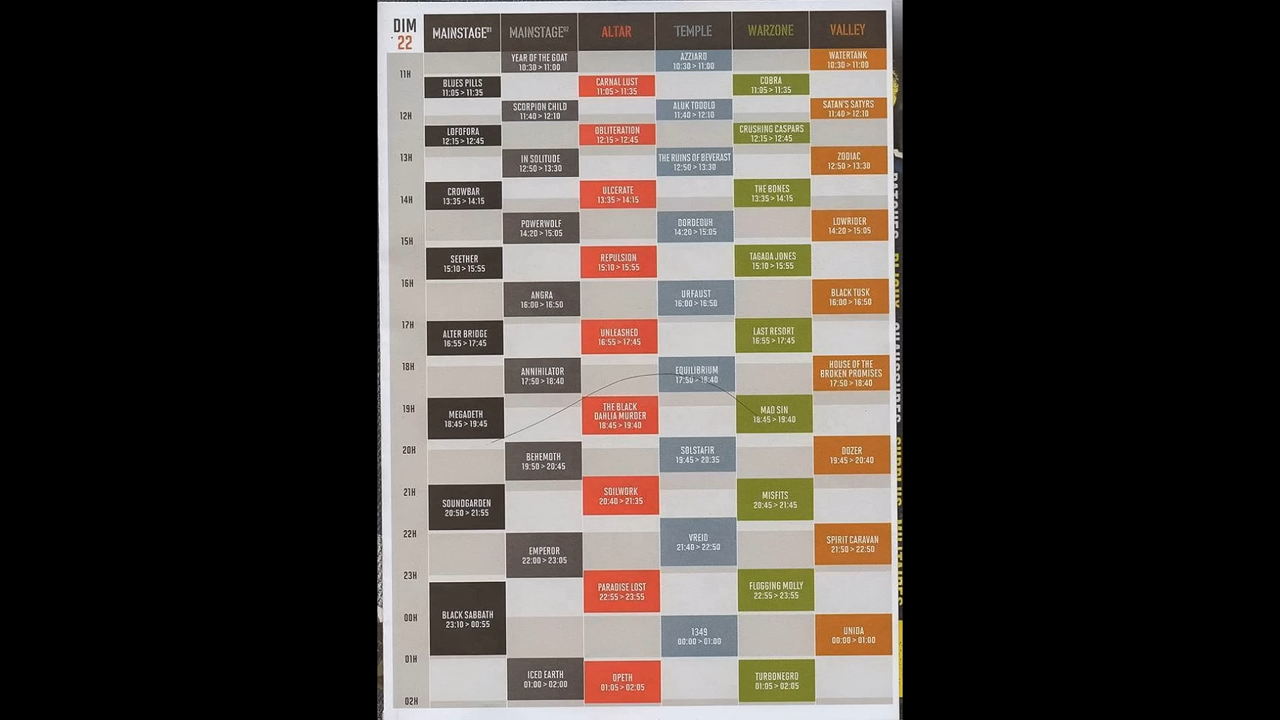 DIM
22
MAINSTAGE01
MAINSTAGE02
ALTAR
TEMPLE
WARZONE
VALLEY
YEAR OF THE GOAT
10:30 > 11:00
AZZIARD
10:30 > 11:00
WATERTANK
10:30 > 11:00
11H
BLUES PILLS
11:05 > 11:35
CARNAL LUST
11:05 > 11:35
COBRA
11:05 > 11:35
SCORPION CHILD
11:40 > 12:10
ALUK TODOLO
11:40 > 12:10
SATAN'S SATYRS
11:40 > 12:10
12H
LOFOFORA
12:15 > 12:45
OBLITERATION
12:15 > 12:45
CRUSHING CASPARS
12:15 > 12:45
13H
IN SOLITUDE
12:50 > 13:30
THE RUINS OF BEVERAST
12:50 > 13:30
ZODIAC
12:50 > 13:30
CROWBAR
13:35 > 14:15
ULCERATE
13:35 > 14:15
THE BONES
13:35 > 14:15
14H
POWERWOLF
14:20 > 15:05
DORDEDUH
14:20 > 15:05
LOWRIDER
14:20 > 15:05
15H
SEETHER
15:10 > 15:55
REPULSION
15:10 > 15:55
TAGADA JONES
15:10 > 15:55
16H
ANGRA
16:00 > 16:50
URFAUST
16:00 > 16:50
BLACK TUSK
16:00 > 16:50
17H
ALTER BRIDGE
16:55 > 17:45
UNLEASHED
16:55 > 17:45
LAST RESORT
16:55 > 17:45
18H
ANNIHILATOR
17:50 > 18:40
EQUILIBRIUM
17:50 > 18:40
HOUSE OF THE
BROKEN PROMISES
17:50 > 18:40
19H
MEGADETH
18:45 > 19:45
THE BLACK
DAHLIA MURDER
18:45 > 19:40
MAD SIN
18:45 > 19:40
20H
BEHEMOTH
19:50 > 20:45
SOLSTAFIR
19:45 > 20:35
DOZER
19:45 > 20:40
21H
SOUNDGARDEN
20:50 > 21:55
SOILWORK
20:40 > 21:35
MISFITS
20:45 > 21:45
22H
EMPEROR
22:00 > 23:05
VREID
21:40 > 22:50
SPIRIT CARAVAN
21:50 > 22:50
23H
PARADISE LOST
22:55 > 23:55
FLOGGING MOLLY
22:55 > 23:55
BLACK SABBATH
23:10 > 00:55
00H
1349
00:00 > 01:00
UNIDA
00:00 > 01:00
01H
ICED EARTH
01:00 > 02:00
OPETH
01:05 > 02:05
TURBONEGRO
01:05 > 02:05
02H